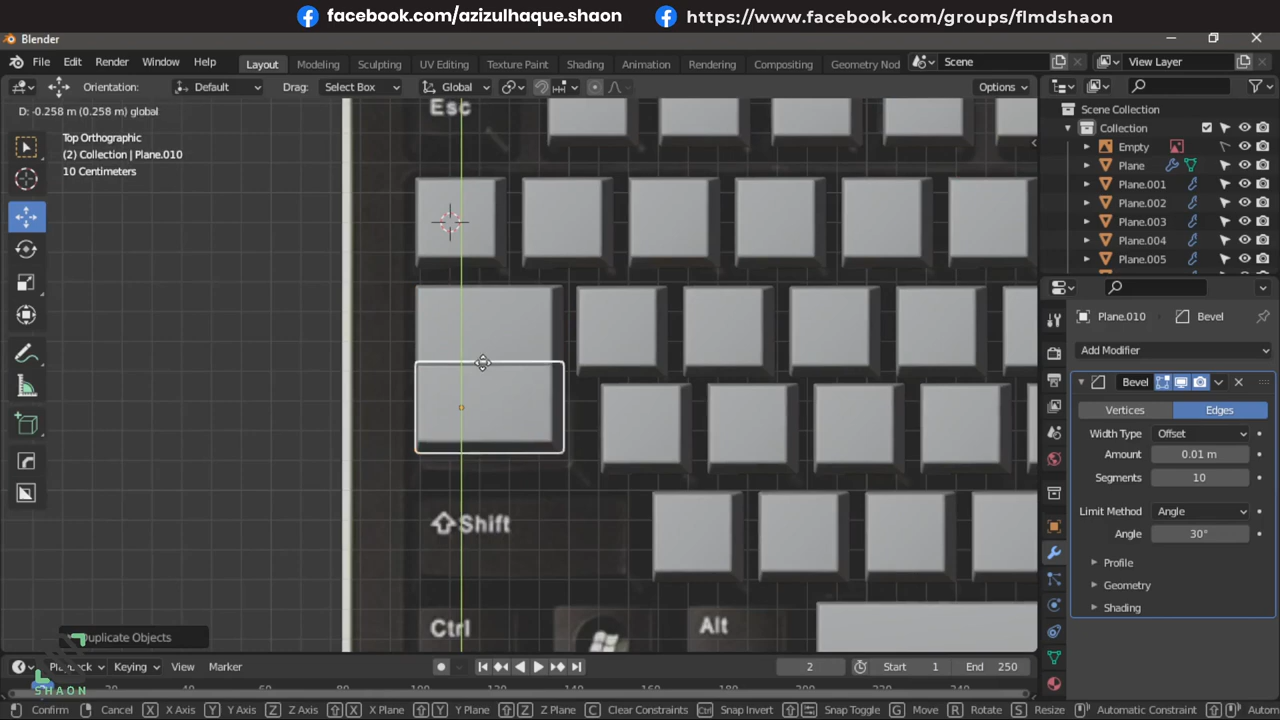 facebook.com/azizulhaque.shaon https://www.facebook.com/groups/flmdshaon
Blender
File Edit Render Window Help Layout Modeling Sculpting UV Editing Texture Paint Shading Animation Rendering Compositing Geometry Nod Scene View Layer
Orientation: Default Drag: Select Box Global Options
D: -0.258 m (0.258 m) global
Top Orthographic
(2) Collection | Plane.010
10 Centimeters
Esc
Shift
Ctrl Alt
Duplicate Objects
Scene Collection
Collection
Empty
Plane
Plane.001
Plane.002
Plane.003
Plane.004
Plane.005
Plane.010 Bevel
Add Modifier
Bevel
Vertices Edges
Width Type Offset
Amount 0.01 m
Segments 10
Limit Method Angle
Angle 30°
Profile
Geometry
Shading
Playback Keying View Marker 2 Start 1 End 250
SHAON
Confirm Cancel X X Axis Y Y Axis Z Z Axis X X Plane Y Y Plane Z Z Plane C Clear Constraints Ctrl Snap Invert Snap Toggle G Move R Rotate S Resize Automatic Constraint Autom